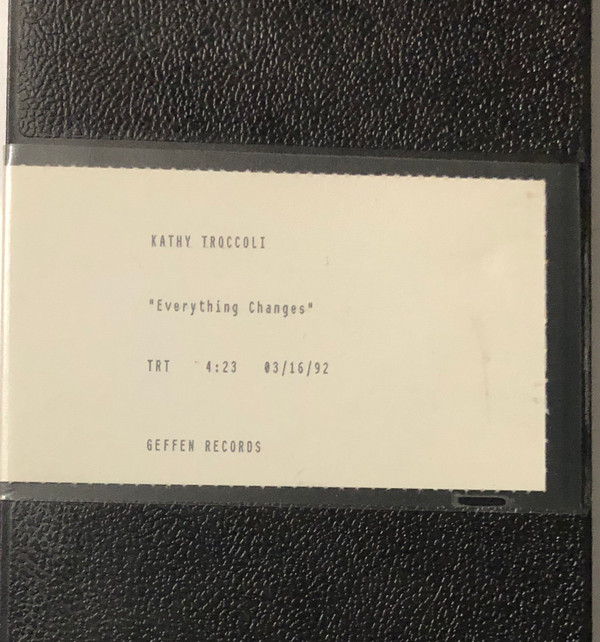 KATHY TROCCOLI
"Everything Changes"
TRT 4:23 03/16/92
GEFFEN RECORDS